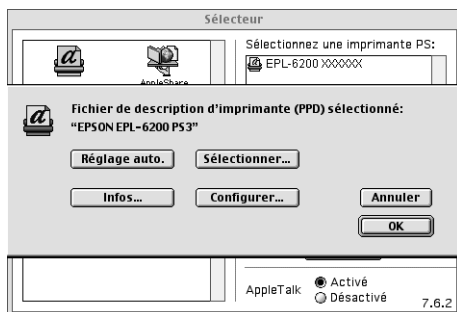 Sélecteur
Sélectionnez une imprimante PS:
EPL-6200 XXXXXX
AppleShare
Fichier de description d'imprimante (PPD) sélectionné:
“EPSON EPL-6200 PS3”
Réglage auto.
Sélectionner...
Infos...
Configurer...
Annuler
OK
AppleTalk
Activé
Désactivé
7.6.2